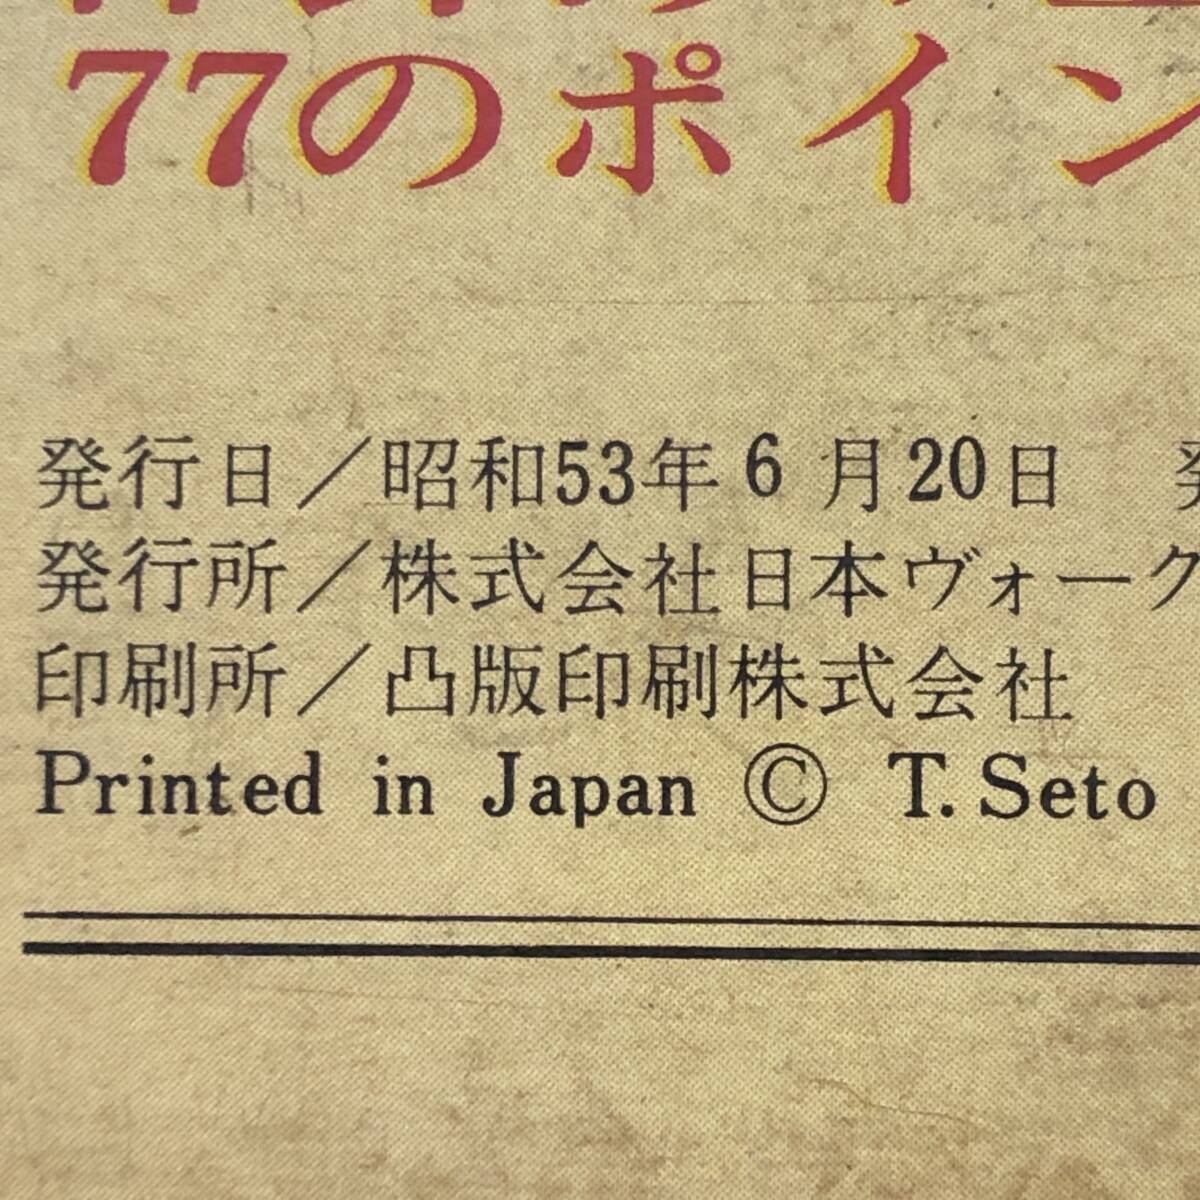 77のポイン
発行日／昭和53年6月20日
発行所／株式会社日本ヴォーグ
印刷所／凸版印刷株式会社
Printed in Japan Ⓒ T. Seto